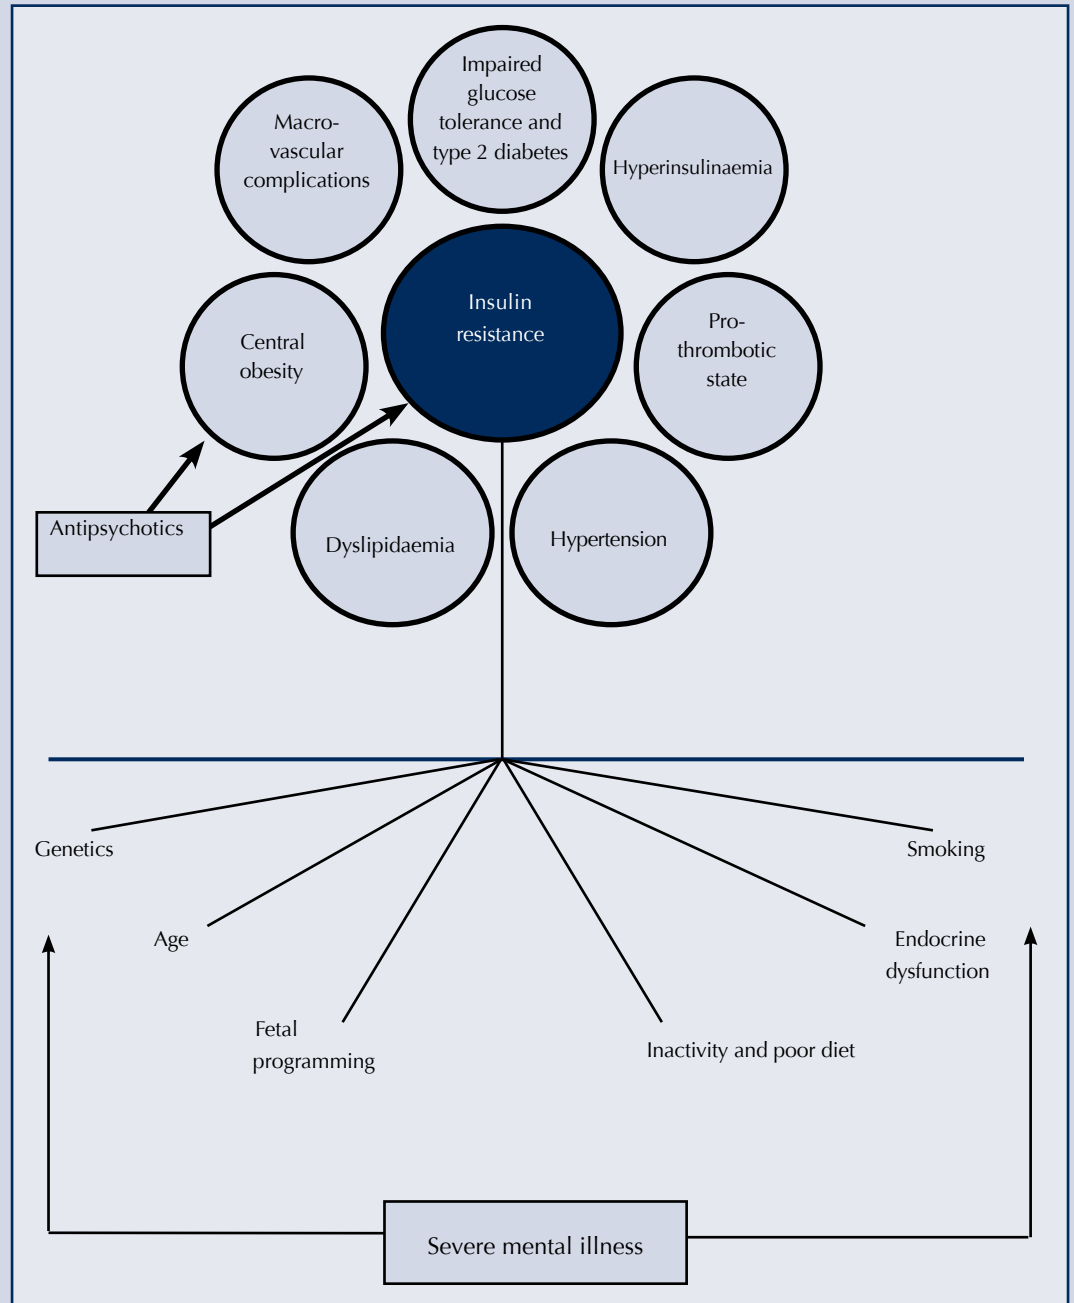 Impaired
glucose
tolerance and
type 2 diabetes
Macro-
vascular
complications
Hyperinsulinaemia
Insulin
resistance
Central
obesity
Pro-
thrombotic
state
Antipsychotics
Dyslipidaemia
Hypertension
Genetics
Smoking
Age
Endocrine
dysfunction
Fetal
programming
Inactivity and poor diet
Severe mental illness